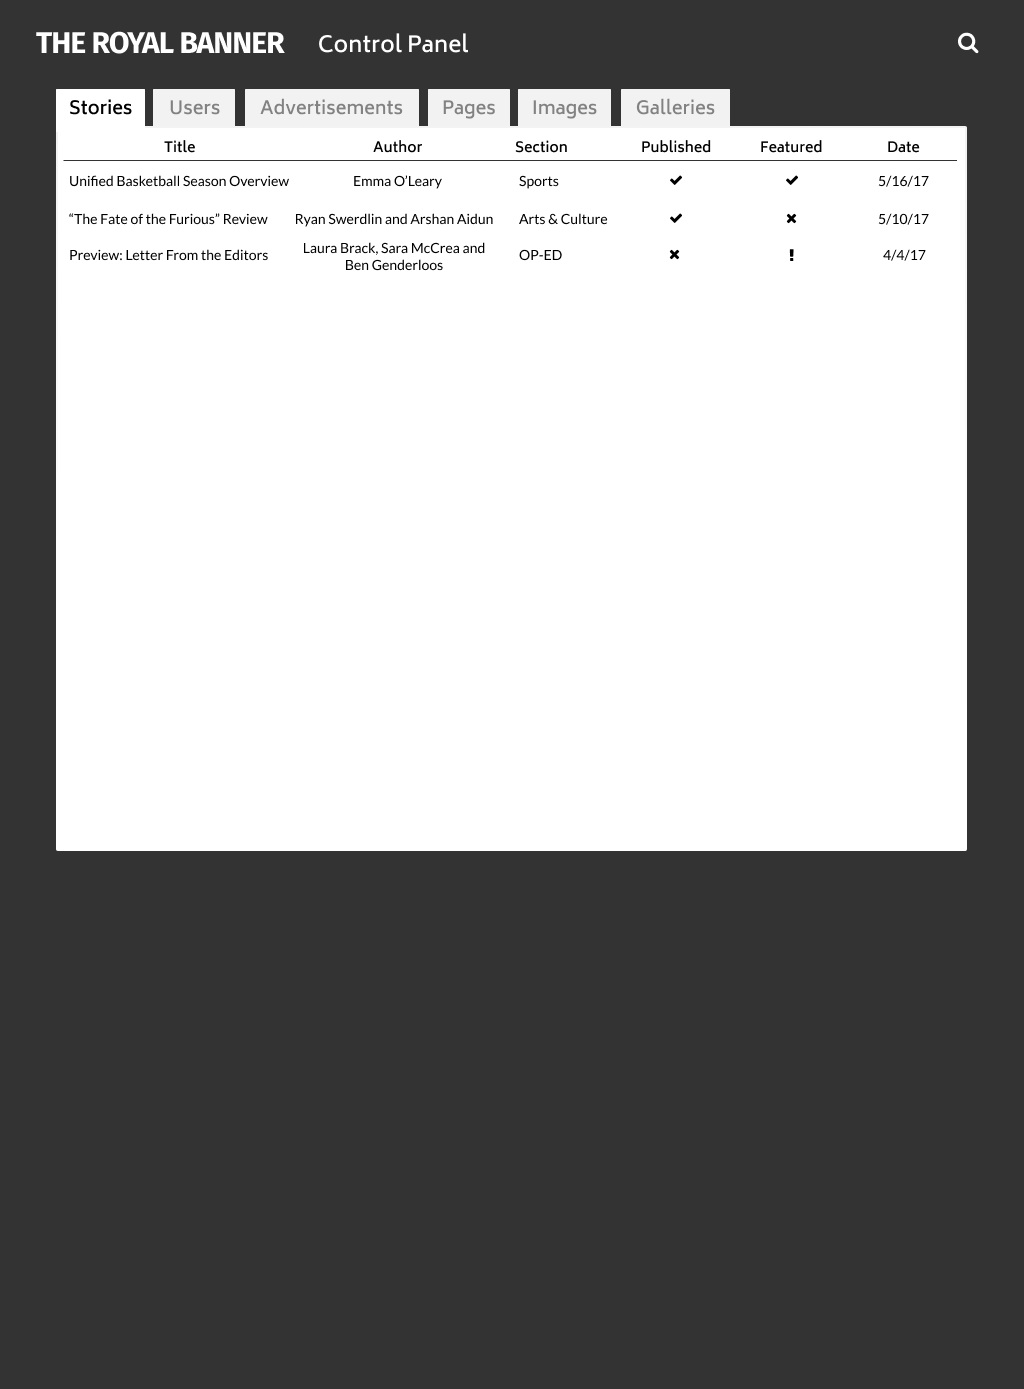 THE ROYAL BANNER Control Panel
Stories Users Advertisements Pages Images Galleries
Title Author Section Published Featured Date
Unified Basketball Season Overview Emma O’Leary Sports ✔ ✔ 5/16/17
“The Fate of the Furious” Review Ryan Swerdlin and Arshan Aidun Arts & Culture ✔ ✖ 5/10/17
Preview: Letter From the Editors Laura Brack, Sara McCrea and OP-ED ✖ ! 4/4/17
Ben Genderloos